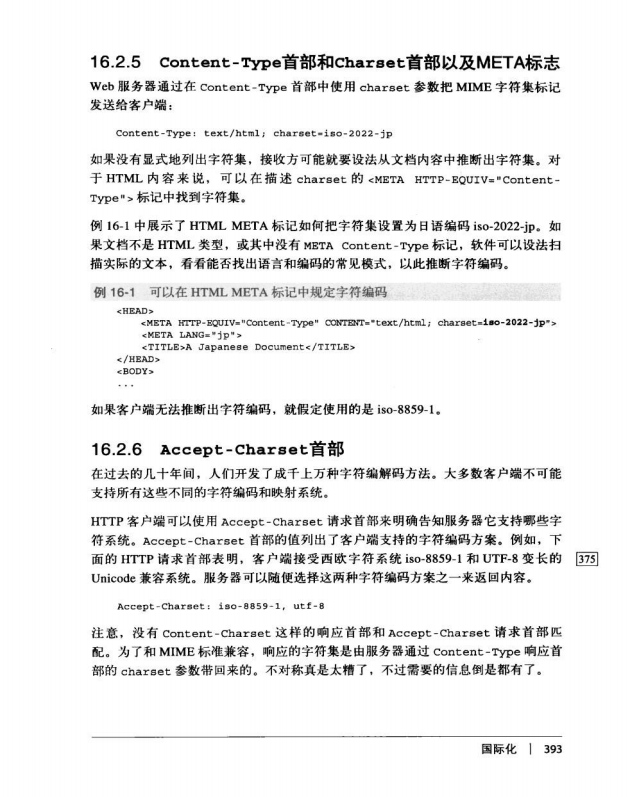 16.2.5 Content-Type首部和Charset首部以及META标志
Web 服务器通过在 Content-Type 首部中使用 charset 参数把 MIME 字符集标记
发送给客户端：
Content-Type: text/html; charset=iso-2022-jp
如果没有显式地列出字符集，接收方可能就要设法从文档内容中推断出字符集。对
于 HTML 内容来说，可以在描述 charset 的 <META HTTP-EQUIV="Content-
Type"> 标记中找到字符集。
例 16-1 中展示了 HTML META 标记如何把字符集设置为日语编码 iso-2022-jp。如
果文档不是 HTML 类型，或其中没有 META Content-Type 标记，软件可以设法扫
描实际的文本，看看能否找出语言和编码的常见模式，以此推断字符编码。
例 16-1 可以在 HTML META 标记中规定字符编码
<HEAD>
<META HTTP-EQUIV="Content-Type" CONTENT="text/html; charset=iso-2022-jp">
<META LANG="jp">
<TITLE>A Japanese Document</TITLE>
</HEAD>
<BODY>
...
如果客户端无法推断出字符编码，就假定使用的是 iso-8859-1。
16.2.6 Accept-Charset首部
在过去的几十年间，人们开发了成千上万种字符编解码方法。大多数客户端不可能
支持所有这些不同的字符编码和映射系统。
HTTP 客户端可以使用 Accept-Charset 请求首部来明确告知服务器它支持哪些字
符系统。Accept-Charset 首部的值列出了客户端支持的字符编码方案。例如，下
面的 HTTP 请求首部表明，客户端接受西欧字符系统 iso-8859-1 和 UTF-8 变长的 375
Unicode 兼容系统。服务器可以随便选择这两种字符编码方案之一来返回内容。
Accept-Charset: iso-8859-1, utf-8
注意，没有 Content-Charset 这样的响应首部和 Accept-Charset 请求首部匹
配。为了和 MIME 标准兼容，响应的字符集是由服务器通过 Content-Type 响应首
部的 charset 参数带回来的。不对称真是太糟了，不过需要的信息倒是都有了。
国际化 | 393